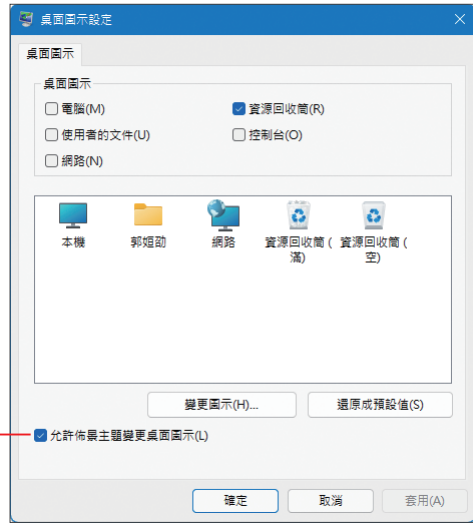 桌面圖示設定
桌面圖示
桌面圖示
電腦(M)
資源回收筒(R)
使用者的文件(U)
控制台(O)
網路(N)
本機
郭姮劭
網路
資源回收筒 (
滿)
資源回收筒 (
空)
變更圖示(H)...
還原成預設值(S)
允許佈景主題變更桌面圖示(L)
確定
取消
套用(A)